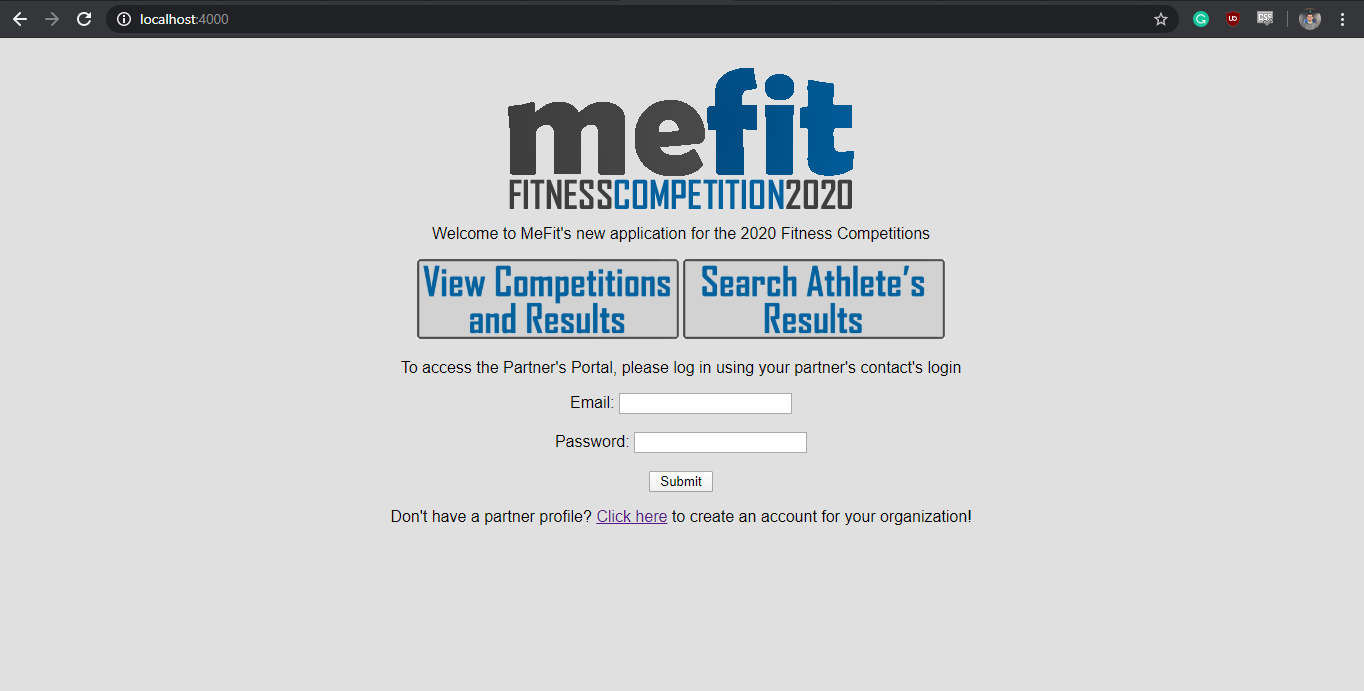 localhost:4000
mefit
FITNESSCOMPETITION2020
Welcome to MeFit's new application for the 2020 Fitness Competitions
View Competitions
and Results
Search Athlete's
Results
To access the Partner's Portal, please log in using your partner's contact's login
Email:
Password:
Submit
Don't have a partner profile? Click here to create an account for your organization!